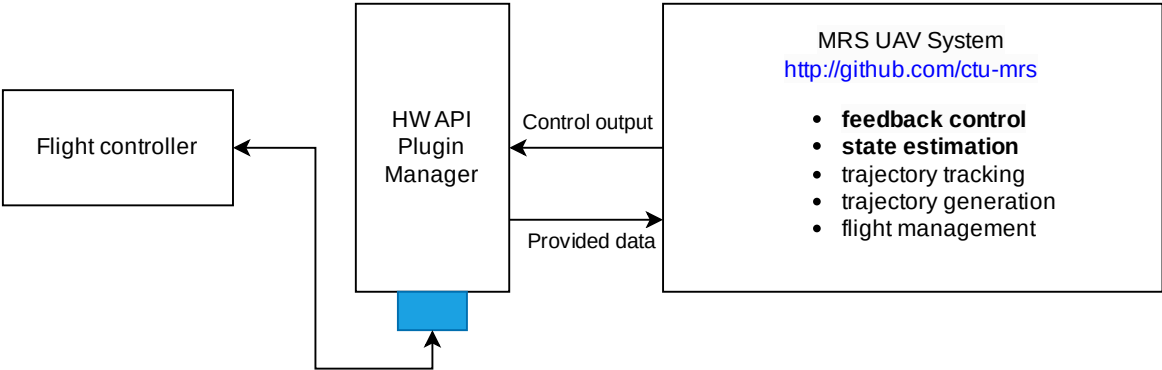 Flight controller
HW API
Plugin
Manager
Control output
Provided data
MRS UAV System
http://github.com/ctu-mrs
• feedback control
• state estimation
• trajectory tracking
• trajectory generation
• flight management